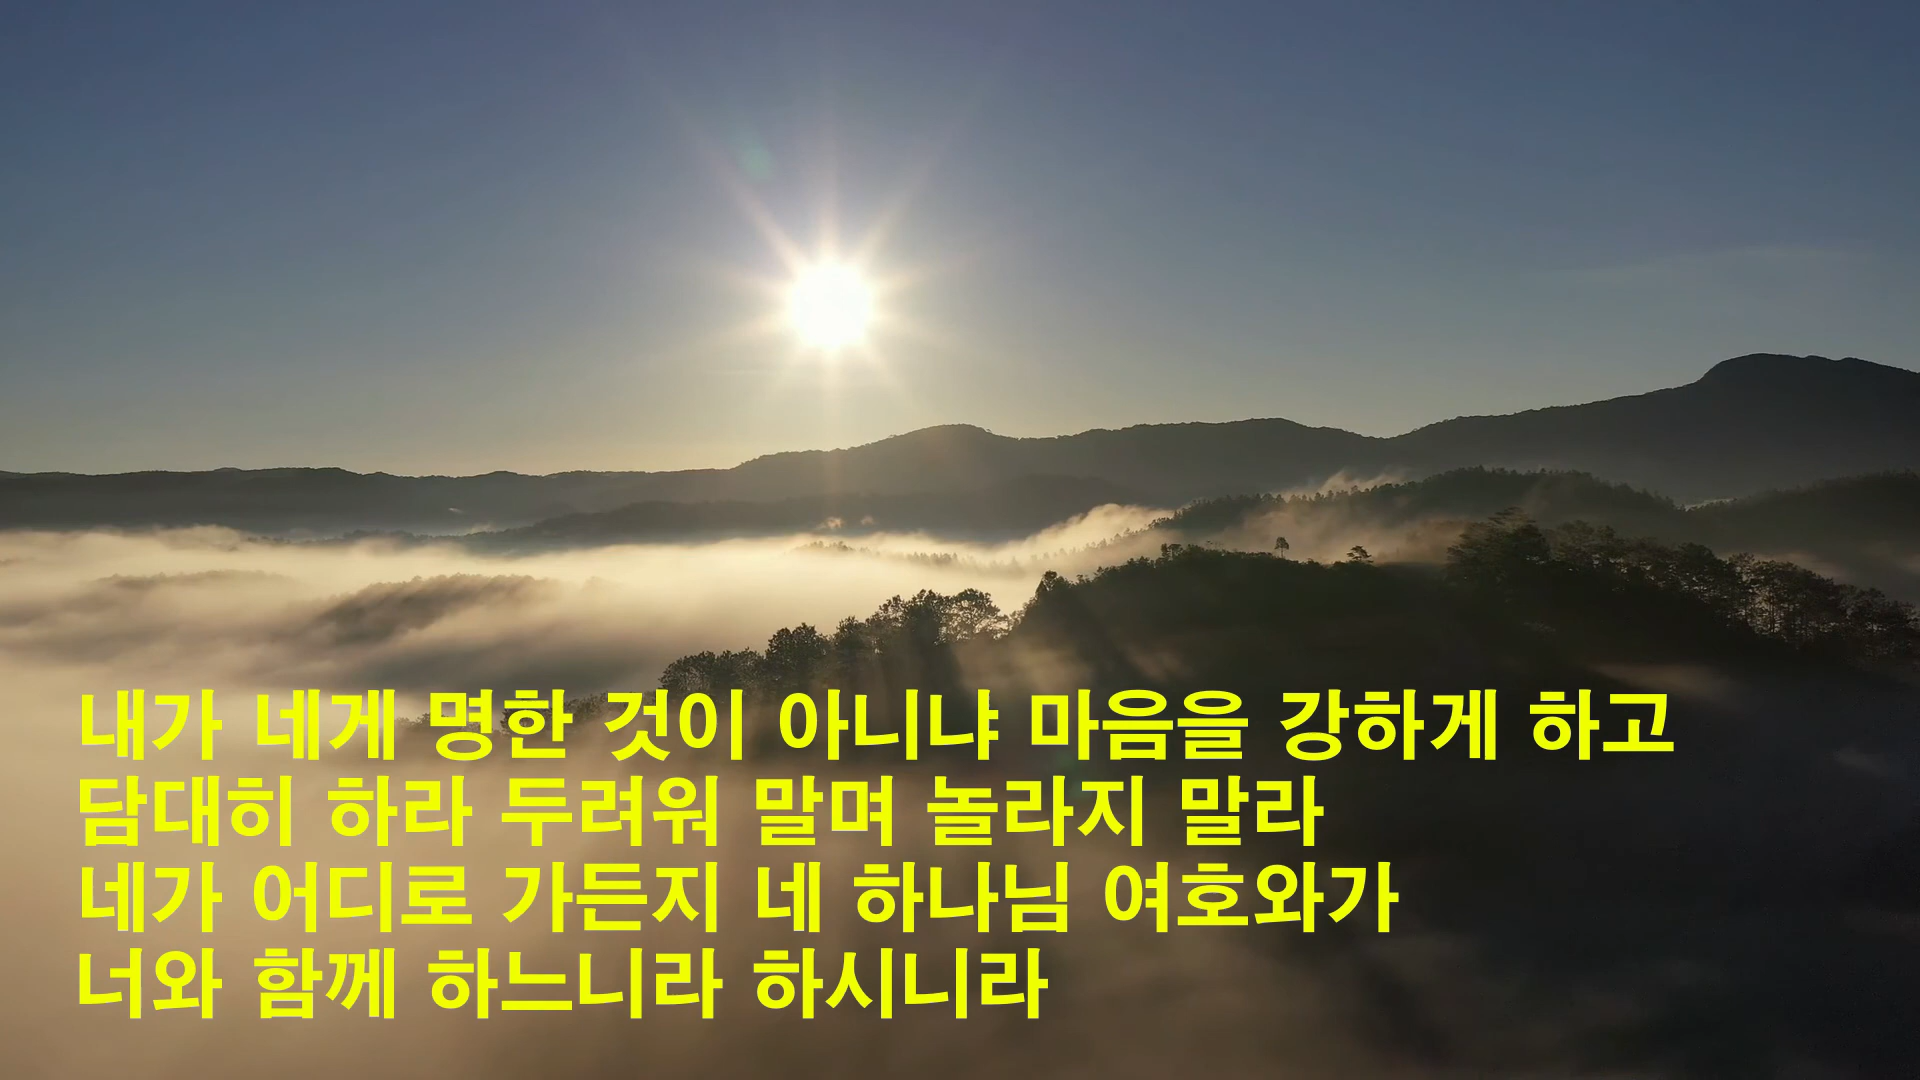 내가 네게 명한 것이 아니냐 마음을 강하게 하고
담대히 하라 두려워 말며 놀라지 말라
네가 어디로 가든지 네 하나님 여호와가
너와 함께 하느니라 하시니라